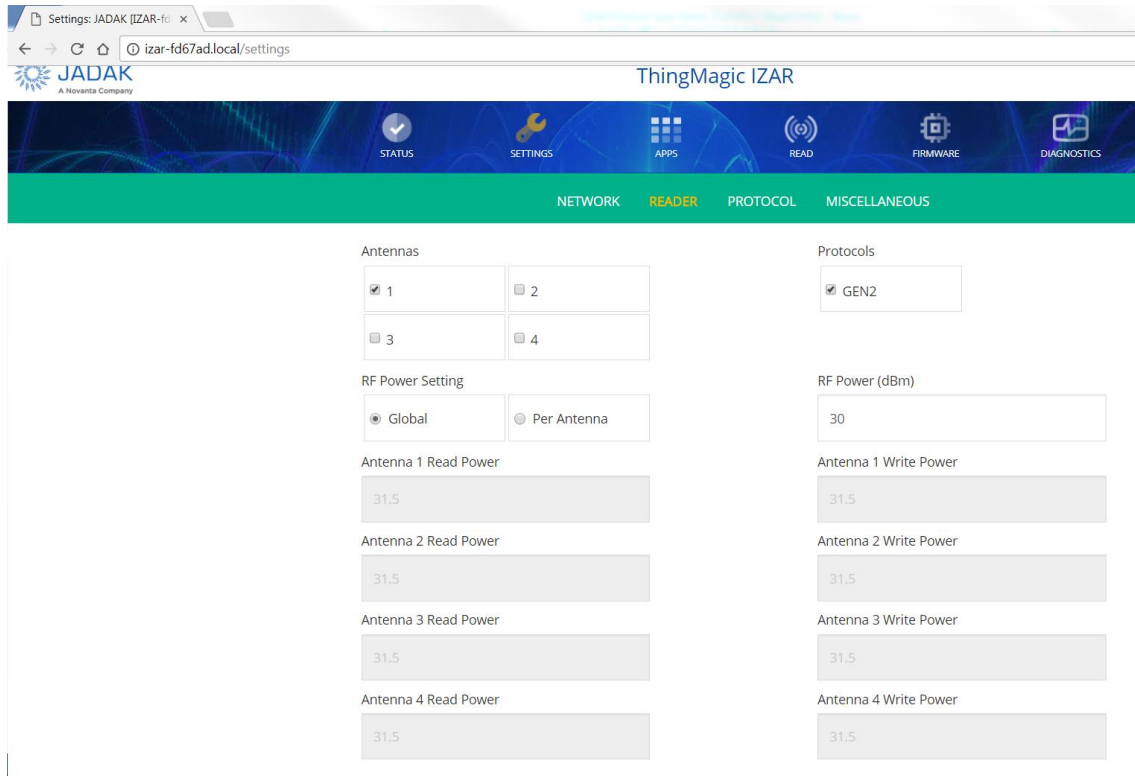 Settings: JADAK [IZAR-fd
izar-fd67ad.local/settings
JADAK
A Novanta Company
ThingMagic IZAR
STATUS SETTINGS APPS READ FIRMWARE DIAGNOSTICS
NETWORK READER PROTOCOL MISCELLANEOUS
Antennas Protocols
1 2 GEN2
3 4
RF Power Setting RF Power (dBm)
Global Per Antenna 30
Antenna 1 Read Power Antenna 1 Write Power
31.5 31.5
Antenna 2 Read Power Antenna 2 Write Power
31.5 31.5
Antenna 3 Read Power Antenna 3 Write Power
31.5 31.5
Antenna 4 Read Power Antenna 4 Write Power
31.5 31.5